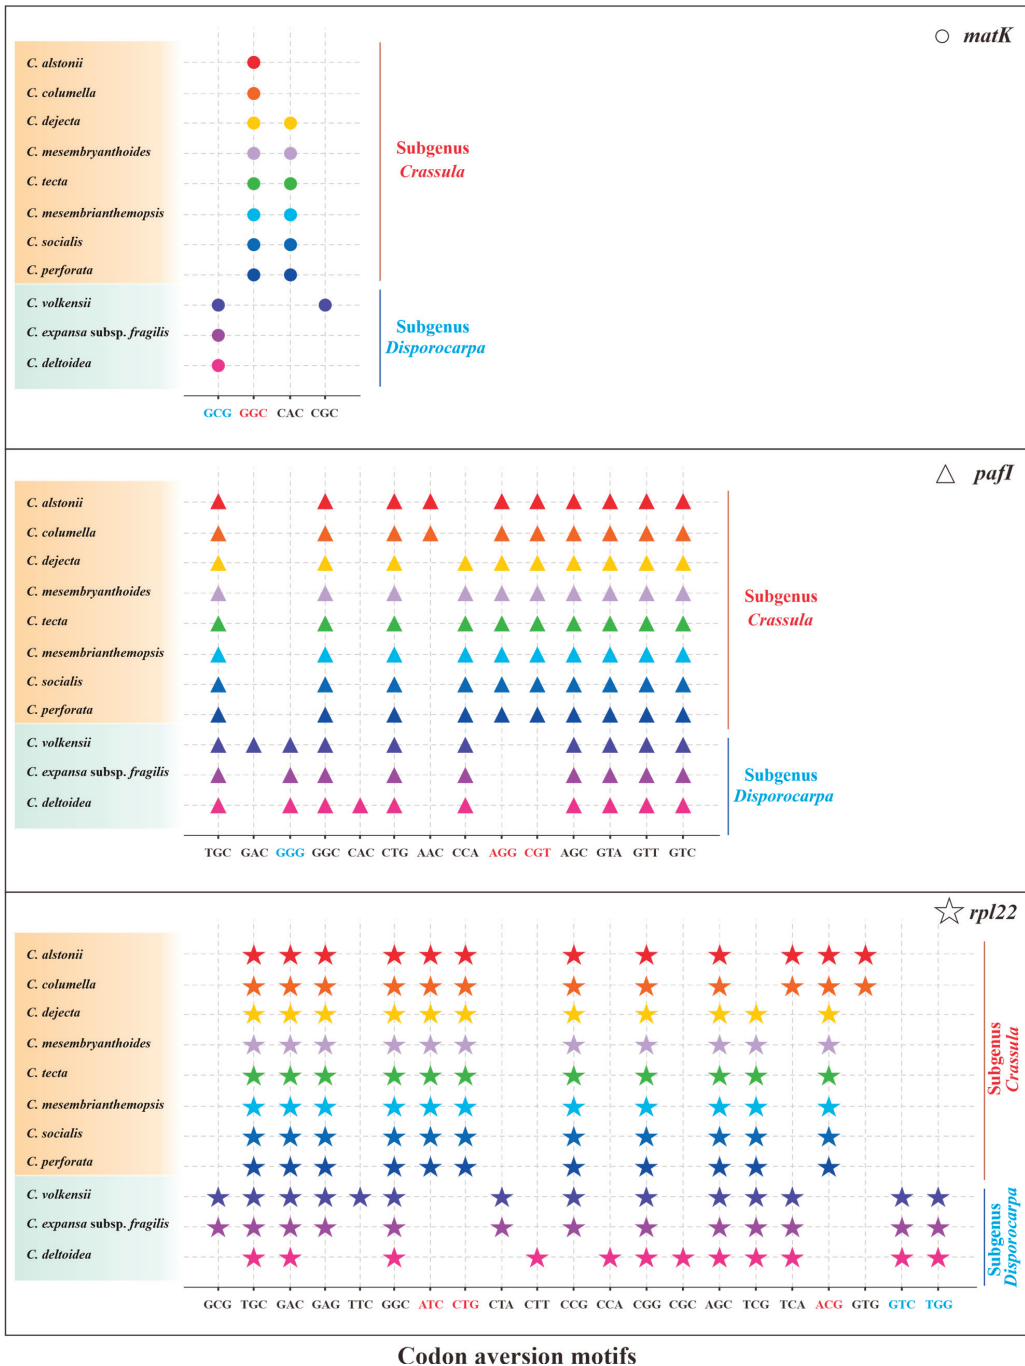 matK
C. alstonii
C. columella
C. dejecta
C. mesembryanthoides
C. tecta
C. mesembrianthemopsis
C. socialis
C. perforata
Subgenus
Crassula
C. volkensii
C. expansa subsp. fragilis
C. deltoidea
Subgenus
Disporocarpa
GCG GGC CAC CGC
pafI
C. alstonii
C. columella
C. dejecta
C. mesembryanthoides
C. tecta
C. mesembrianthemopsis
C. socialis
C. perforata
Subgenus
Crassula
C. volkensii
C. expansa subsp. fragilis
C. deltoidea
Subgenus
Disporocarpa
TGC GAC GGG GGC CAC CTG AAC CCA AGG CGT AGC GTA GTT GTC
rpl22
C. alstonii
C. columella
C. dejecta
C. mesembryanthoides
C. tecta
C. mesembrianthemopsis
C. socialis
C. perforata
Subgenus
Crassula
C. volkensii
C. expansa subsp. fragilis
C. deltoidea
Subgenus
Disporocarpa
GCG TGC GAC GAG TTC GGC ATC CTG CTA CTT CCG CCA CGG CGC AGC TCG TCA ACG GTG GTC TGG
Codon aversion motifs